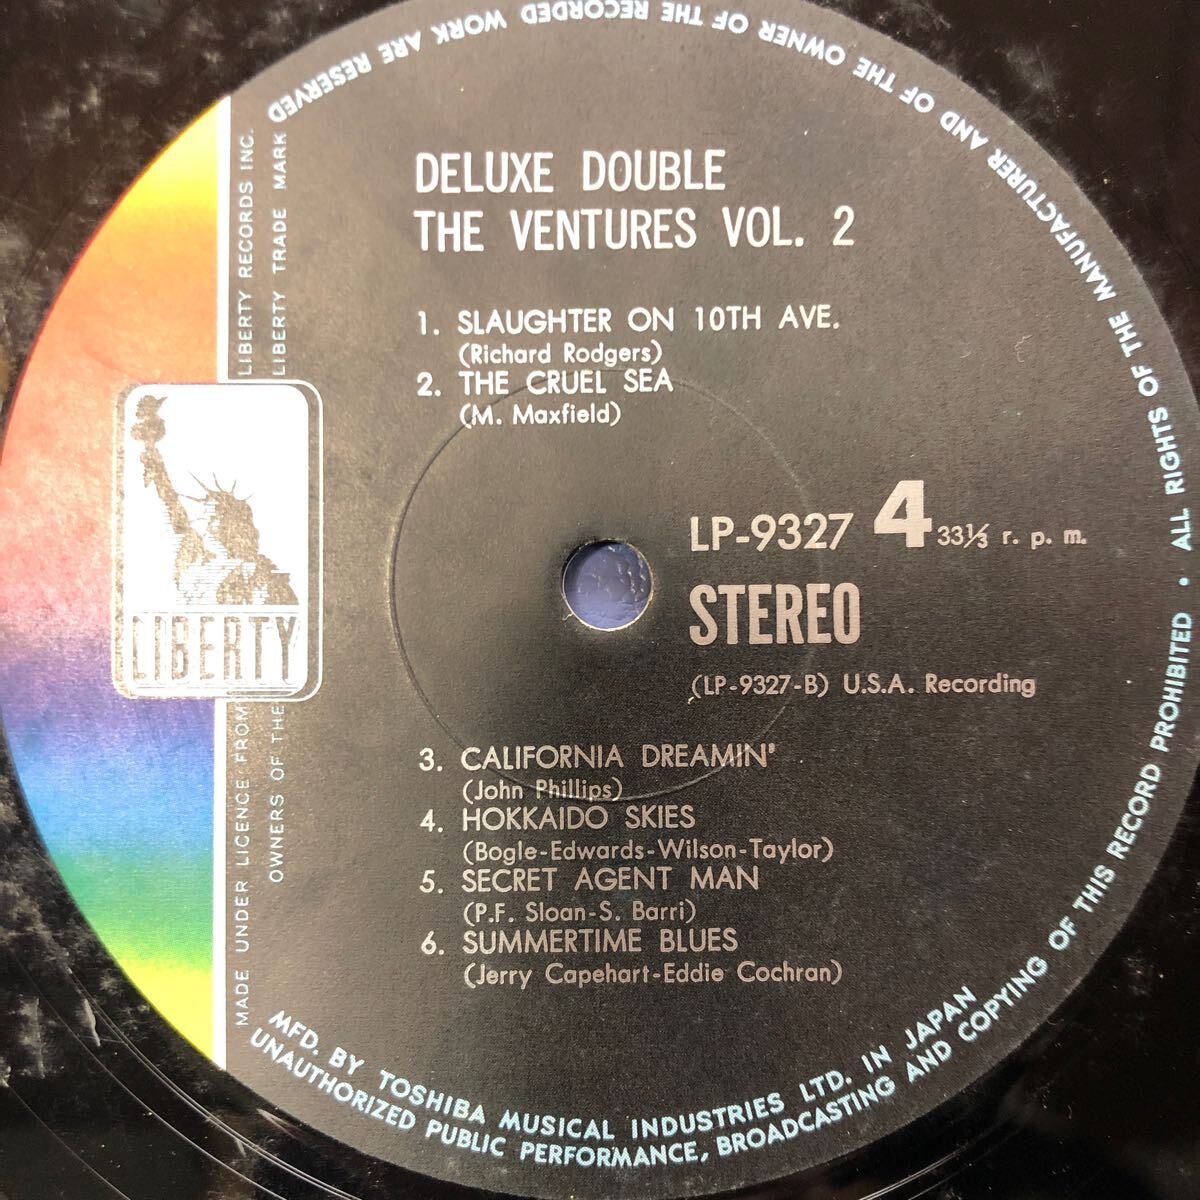 DELUXE DOUBLE
THE VENTURES VOL. 2
1. SLAUGHTER ON 10TH AVE.
(Richard Rodgers)
2. THE CRUEL SEA
(M. Maxfield)
LP-9327 4 33⅓ r. p. m.
STEREO
(LP-9327-B) U.S.A. Recording
3. CALIFORNIA DREAMIN'
(John Phillips)
4. HOKKAIDO SKIES
(Bogle-Edwards-Wilson-Taylor)
5. SECRET AGENT MAN
(P.F. Sloan-S. Barri)
6. SUMMERTIME BLUES
(Jerry Capehart-Eddie Cochran)
LIBERTY
MADE UNDER LICENCE FROM LIBERTY RECORDS INC.
OWNERS OF THE LIBERTY TRADE MARK
MFD. BY TOSHIBA MUSICAL INDUSTRIES LTD. IN JAPAN
UNAUTHORIZED PUBLIC PERFORMANCE, BROADCASTING AND COPYING OF THIS RECORD PROHIBITED • ALL RIGHTS OF THE MANUFACTURER AND OF THE OWNER OF THE RECORDED WORK ARE RESERVED